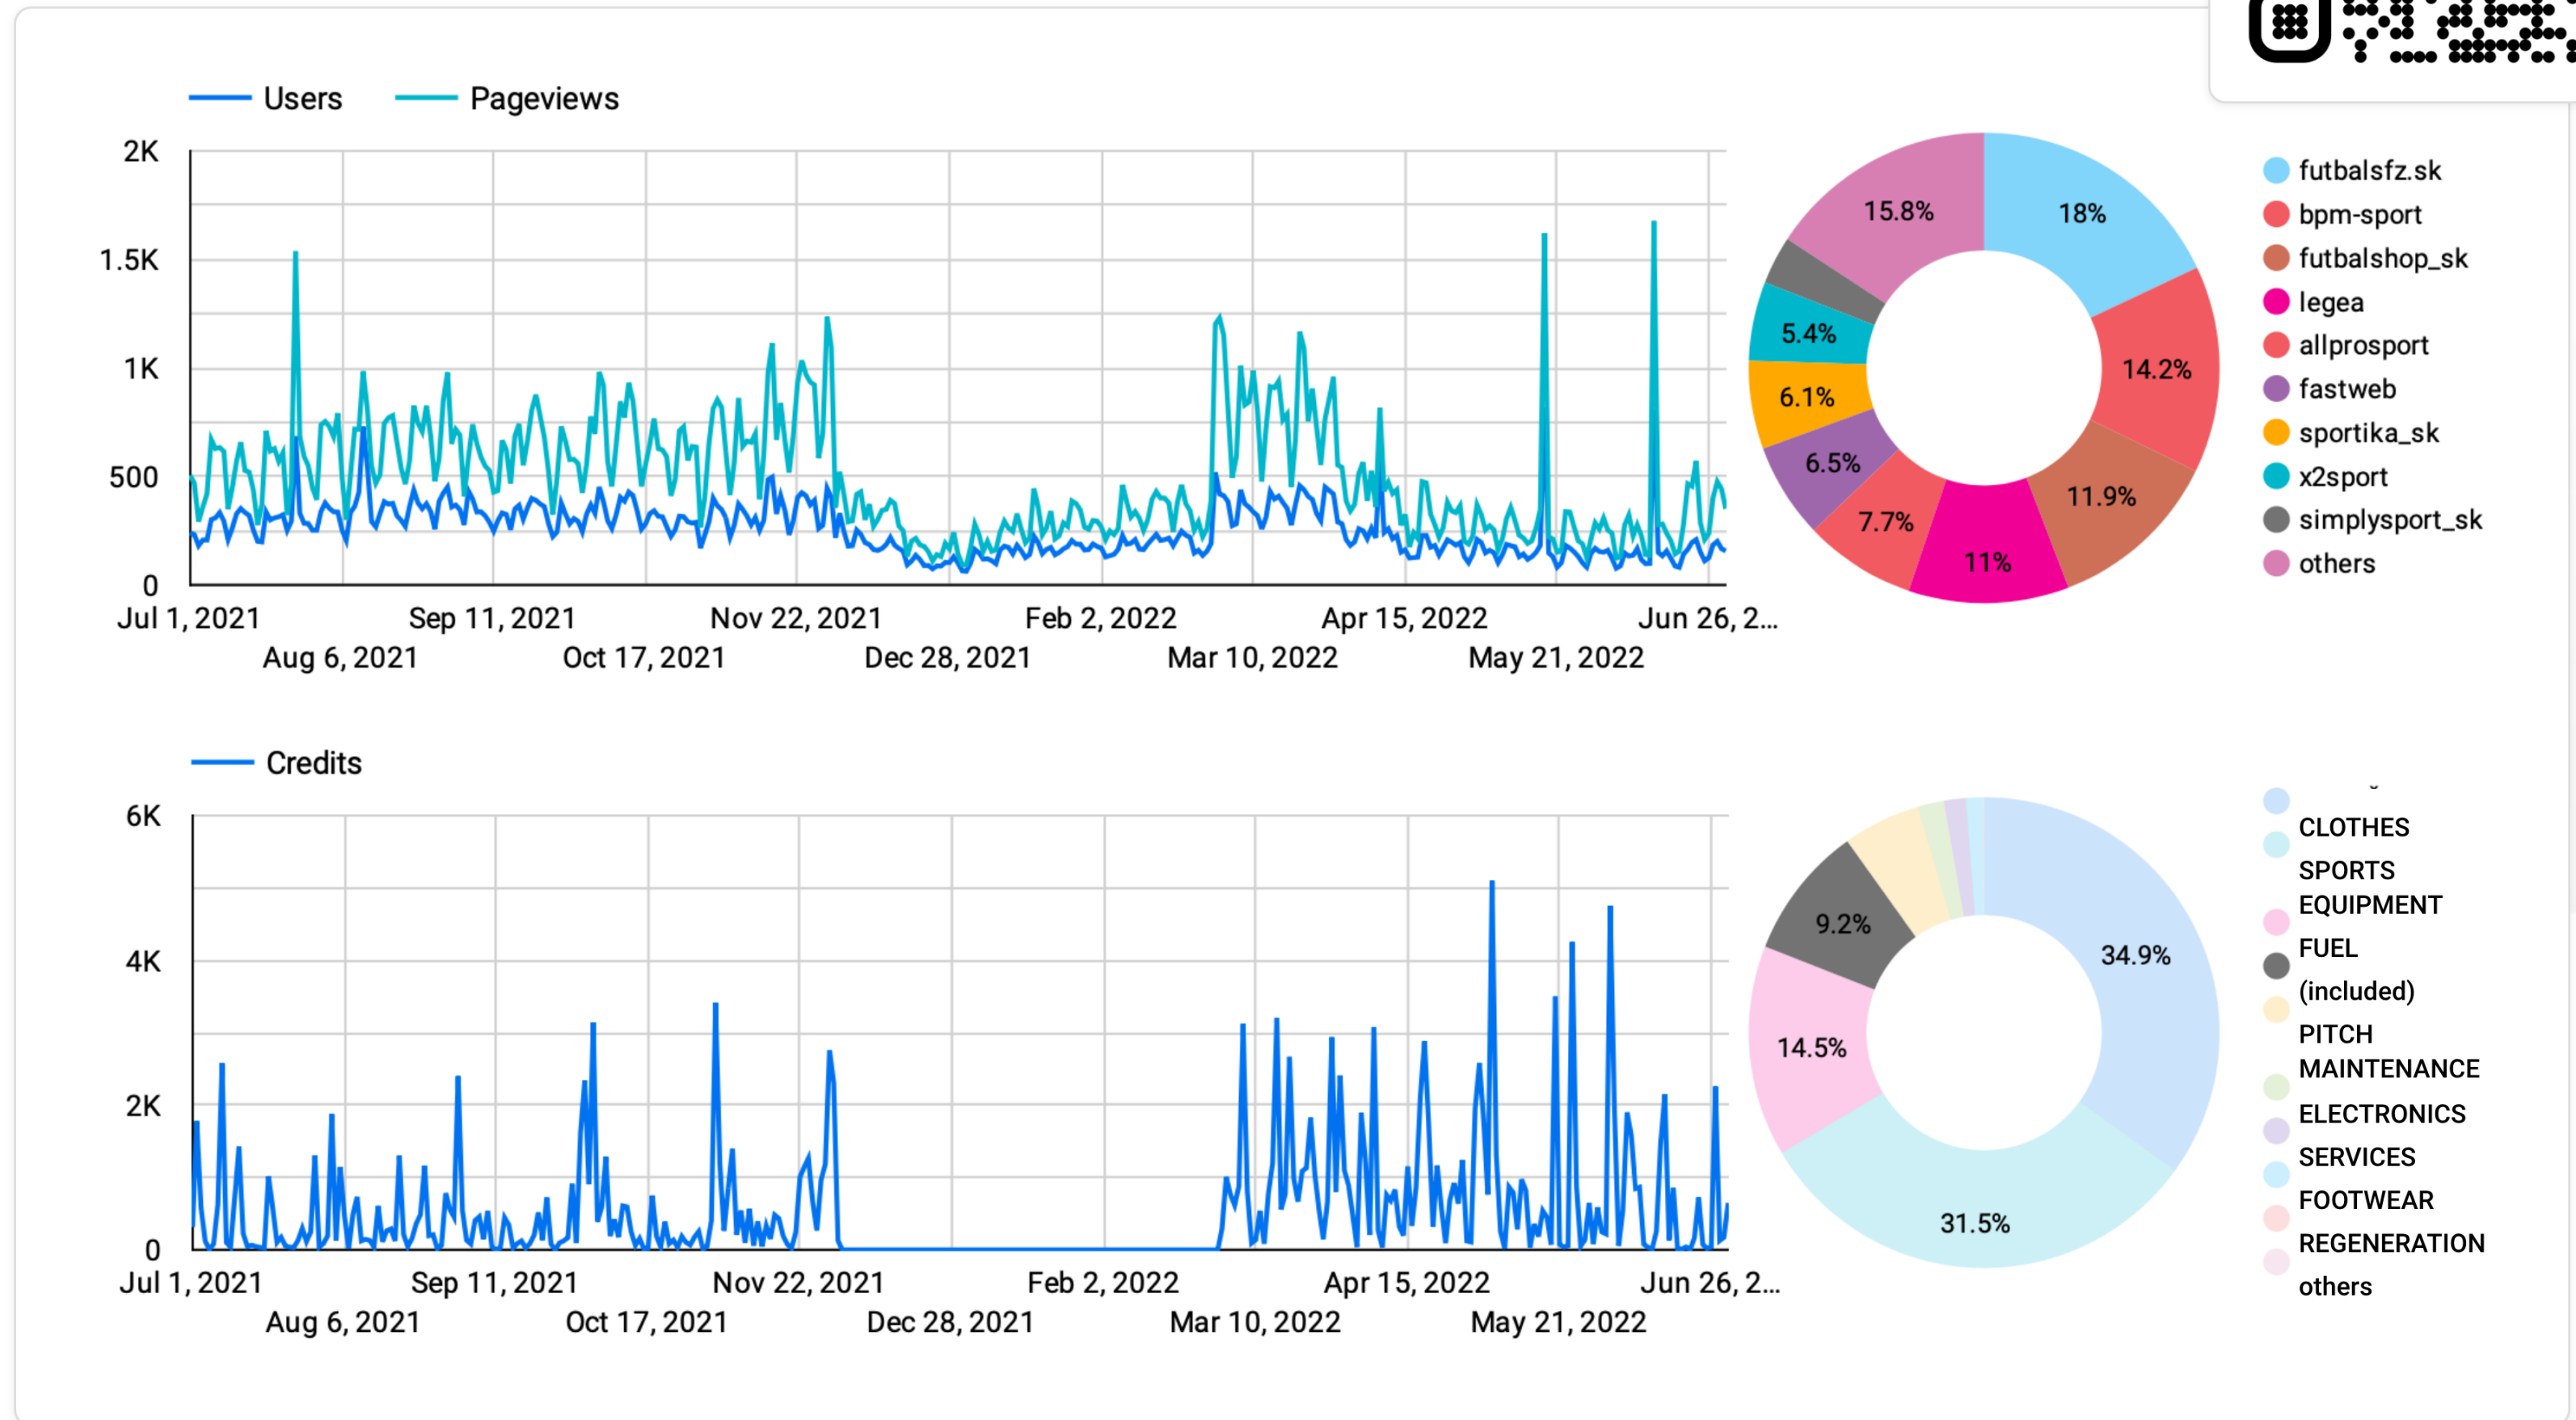 Users Pageviews
2K
1.5K
1K
500
0
Jul 1, 2021 Sep 11, 2021 Nov 22, 2021 Feb 2, 2022 Apr 15, 2022 Jun 26, 2...
Aug 6, 2021 Oct 17, 2021 Dec 28, 2021 Mar 10, 2022 May 21, 2022
18%
14.2%
11.9%
11%
7.7%
6.5%
6.1%
5.4%
15.8%
futbalsfz.sk
bpm-sport
futbalshop_sk
legea
allprosport
fastweb
sportika_sk
x2sport
simplysport_sk
others
Credits
6K
4K
2K
0
Jul 1, 2021 Sep 11, 2021 Nov 22, 2021 Feb 2, 2022 Apr 15, 2022 Jun 26, 2...
Aug 6, 2021 Oct 17, 2021 Dec 28, 2021 Mar 10, 2022 May 21, 2022
34.9%
31.5%
14.5%
9.2%
CLOTHES
SPORTS
EQUIPMENT
FUEL
(included)
PITCH
MAINTENANCE
ELECTRONICS
SERVICES
FOOTWEAR
REGENERATION
others